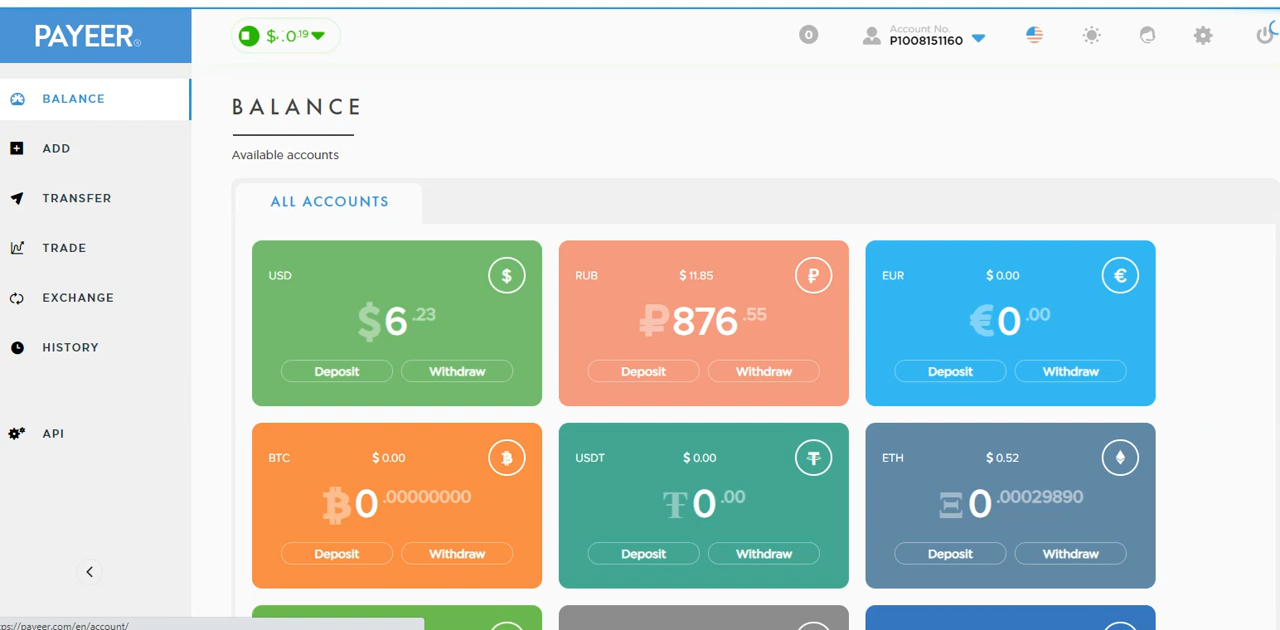 PAYEER®
0
Account No.
P1008151160
BALANCE
ADD
TRANSFER
TRADE
EXCHANGE
HISTORY
API
BALANCE
Available accounts
ALL ACCOUNTS
USD
$
$6.23
Deposit
Withdraw
RUB
$ 11.85
₽
₽876.55
Deposit
Withdraw
EUR
$ 0.00
€
€0.00
Deposit
Withdraw
BTC
$ 0.00
₿
₿0.00000000
Deposit
Withdraw
USDT
$ 0.00
₮
₮0.00
Deposit
Withdraw
ETH
$ 0.52
Ξ0.00029890
Deposit
Withdraw
ps://payeer.com/en/account/